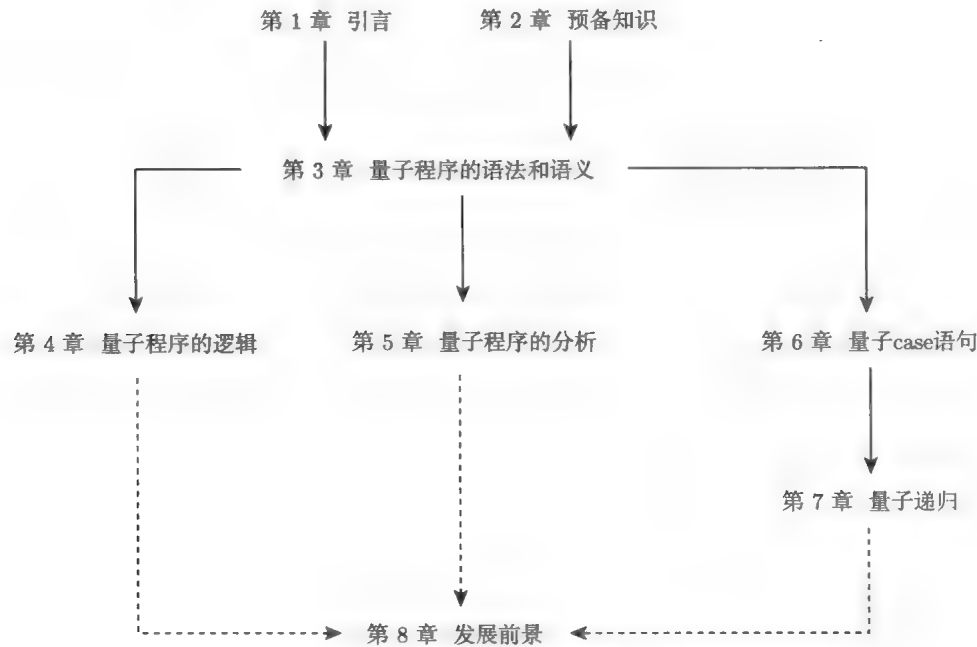 第 1 章 引言
第 2 章 预备知识
第 3 章 量子程序的语法和语义
第 4 章 量子程序的逻辑
第 5 章 量子程序的分析
第 6 章 量子case语句
第 7 章 量子递归
第 8 章 发展前景